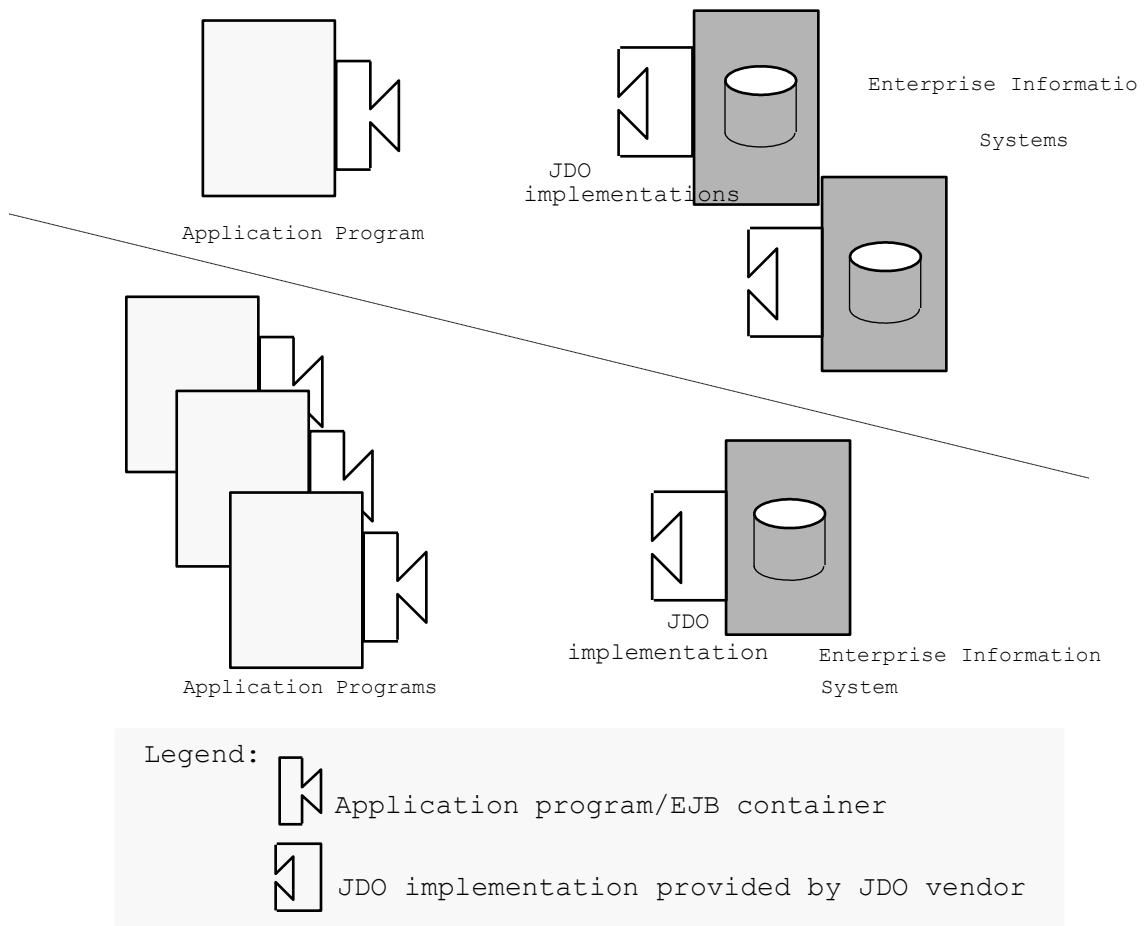 Enterprise Informatio
Systems
JDO
implementations
Application Program
JDO
implementation
Enterprise Information
System
Application Programs
Legend:
Application program/EJB container
JDO implementation provided by JDO vendor